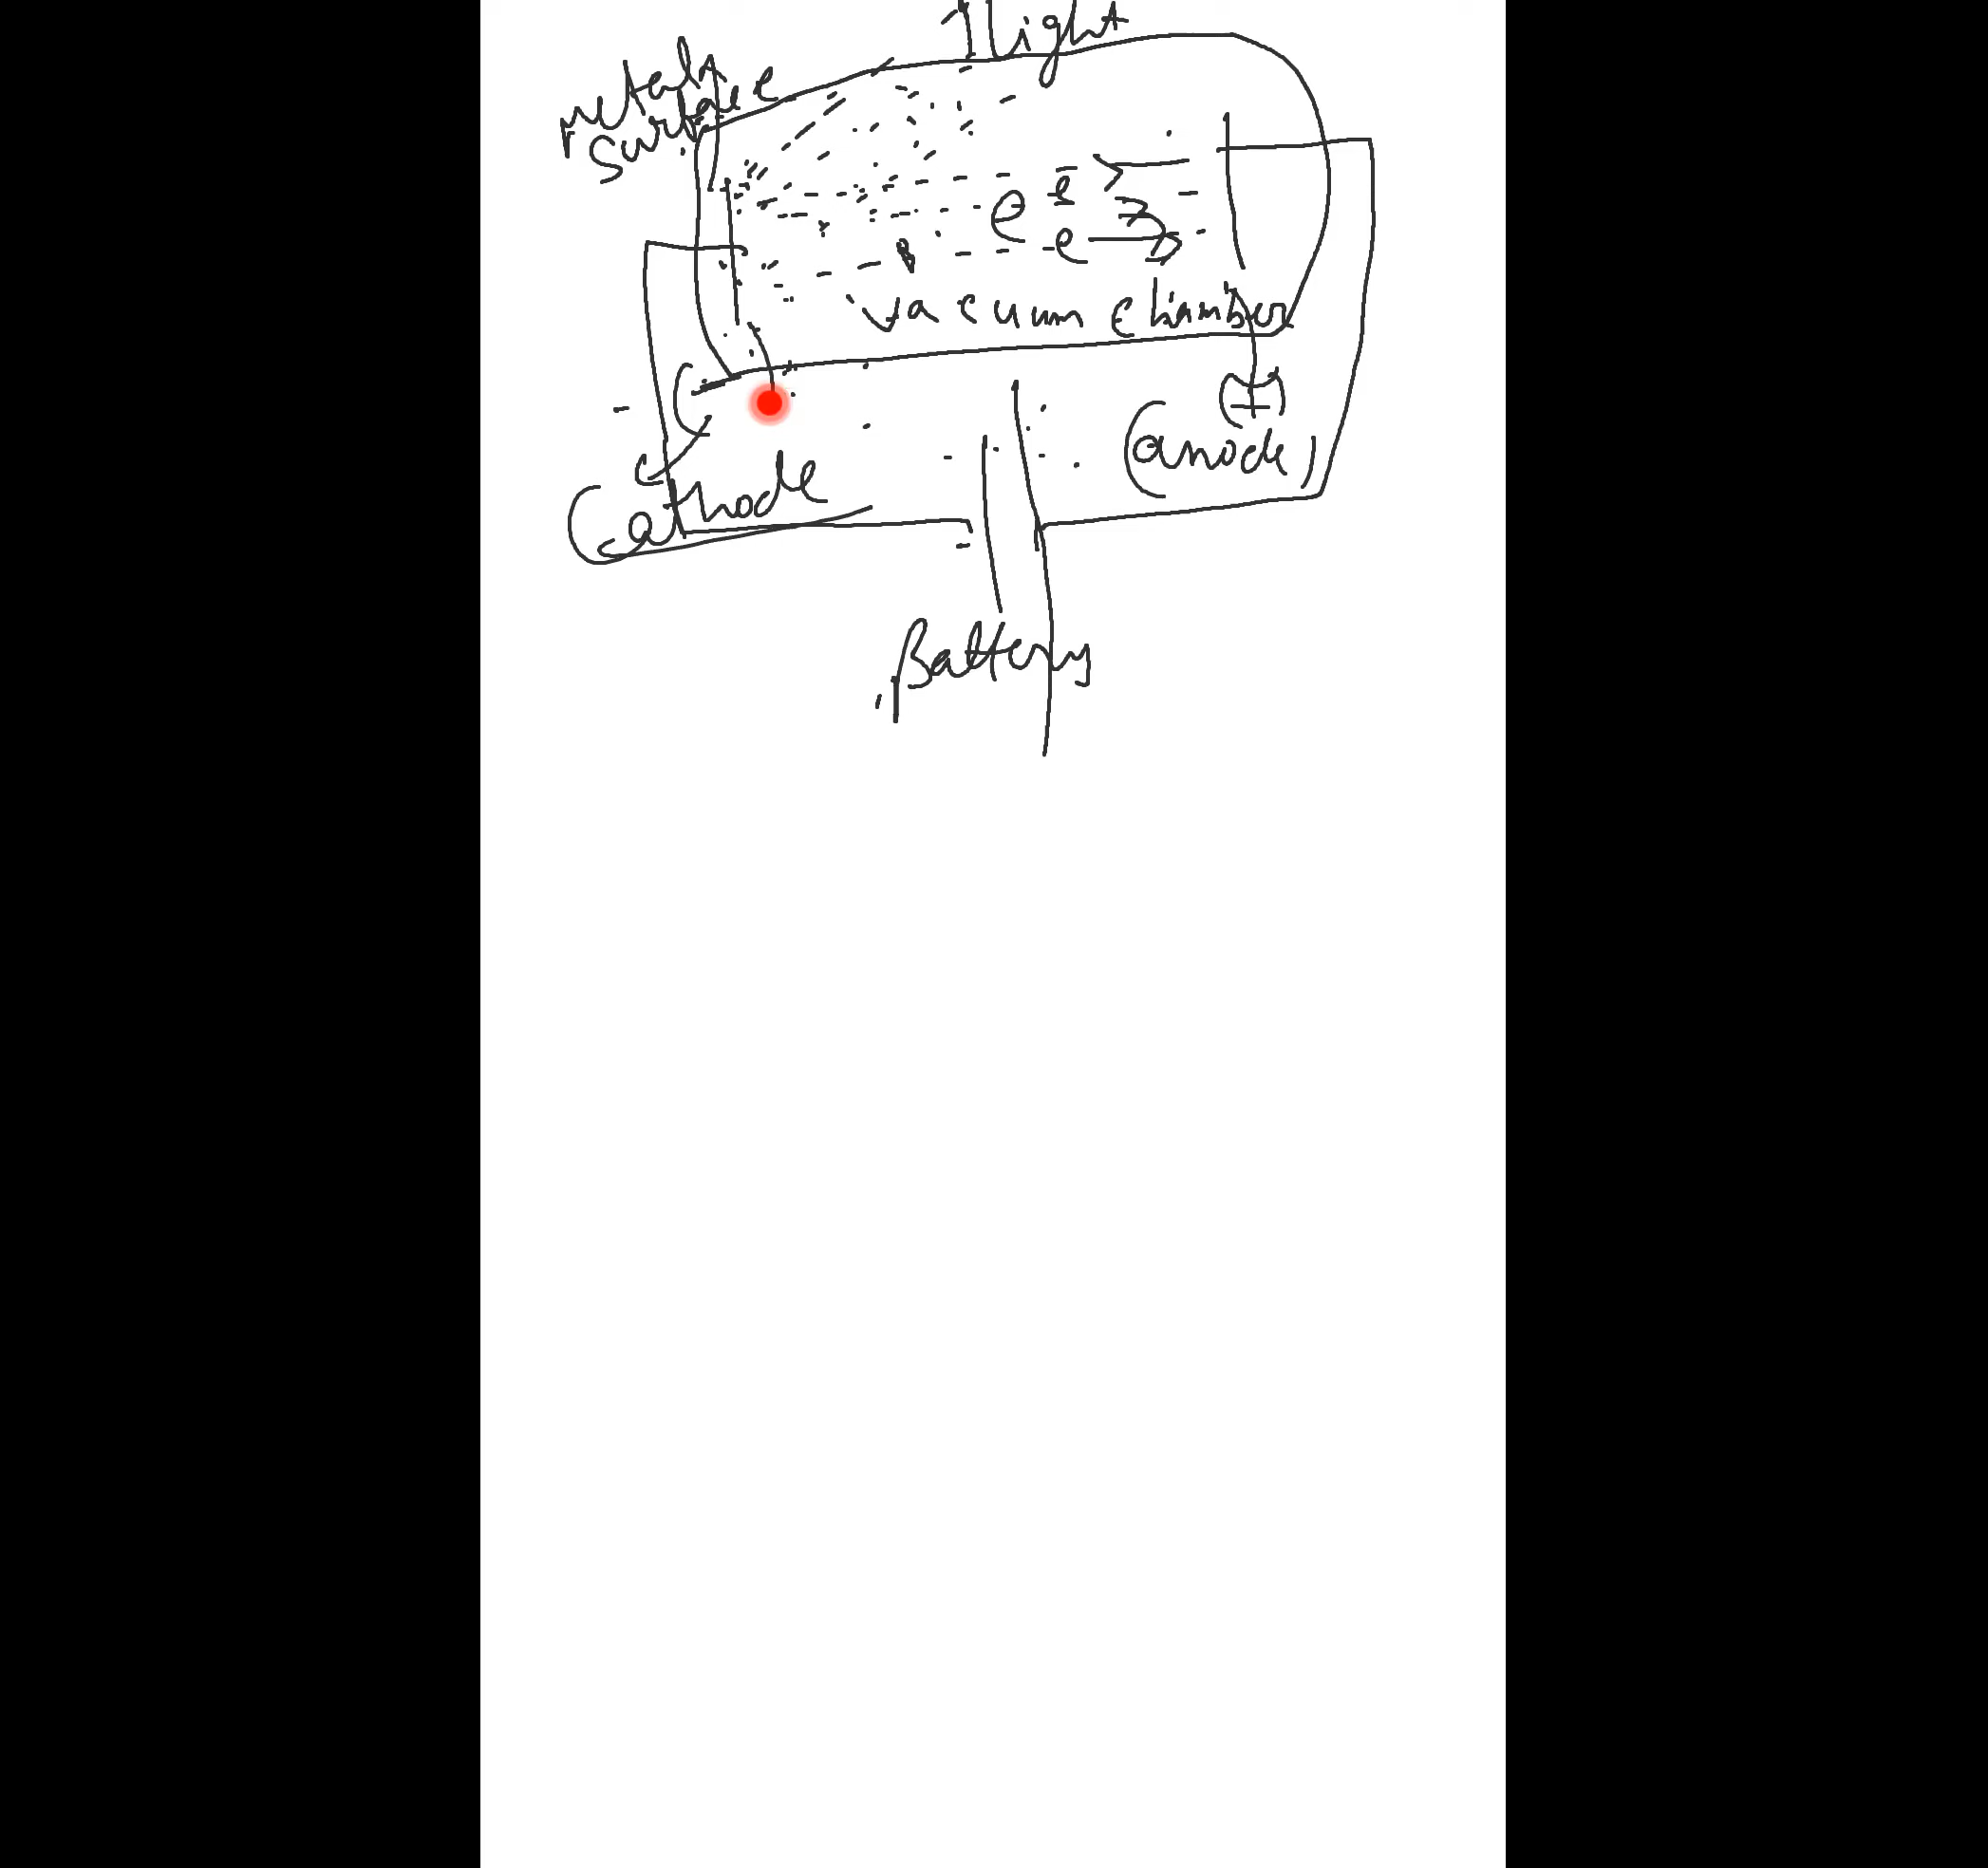 light
metal
surface
e e
e
vacuum chamber
(-
(+)
(anode)
Cathode
Battery